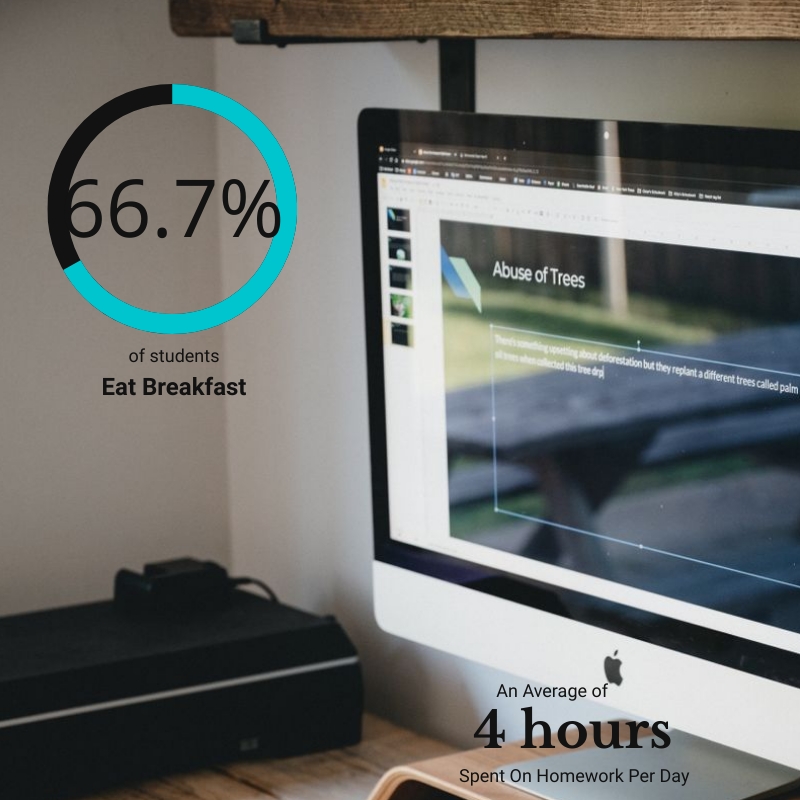 66.7%
of students
Eat Breakfast
Abuse of Trees
There's something upsetting about deforestation but they replant a different trees called palm
oil trees when collected this tree drp
An Average of
4 hours
Spent On Homework Per Day